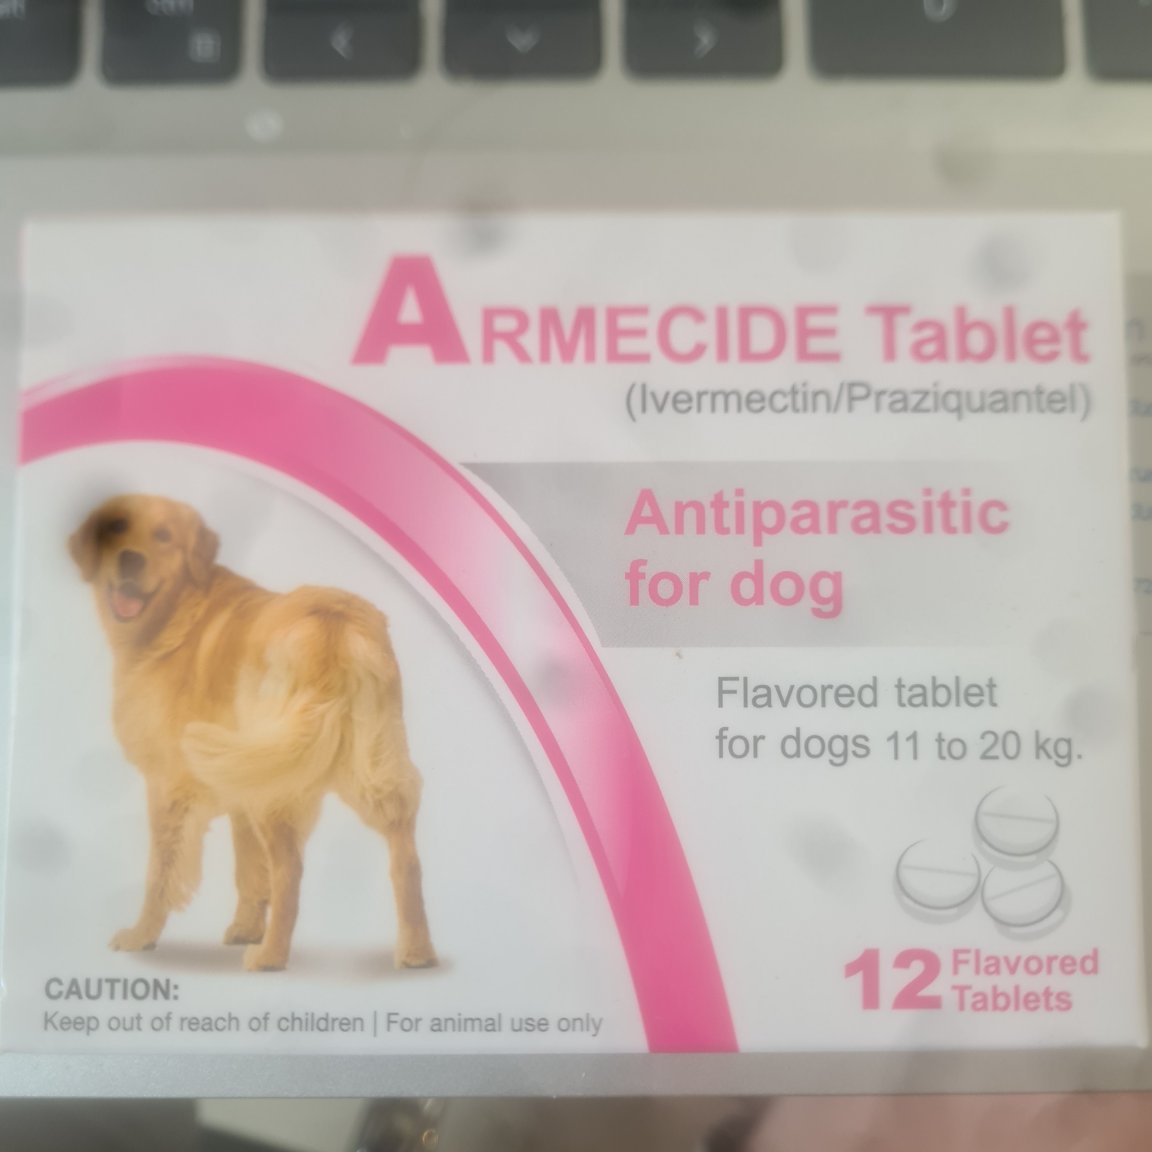 ctrl
ARMECIDE Tablet
(Ivermectin/Praziquantel)
Antiparasitic
for dog
Flavored tablet
for dogs 11 to 20 kg.
12 Flavored
Tablets
CAUTION:
Keep out of reach of children | For animal use only